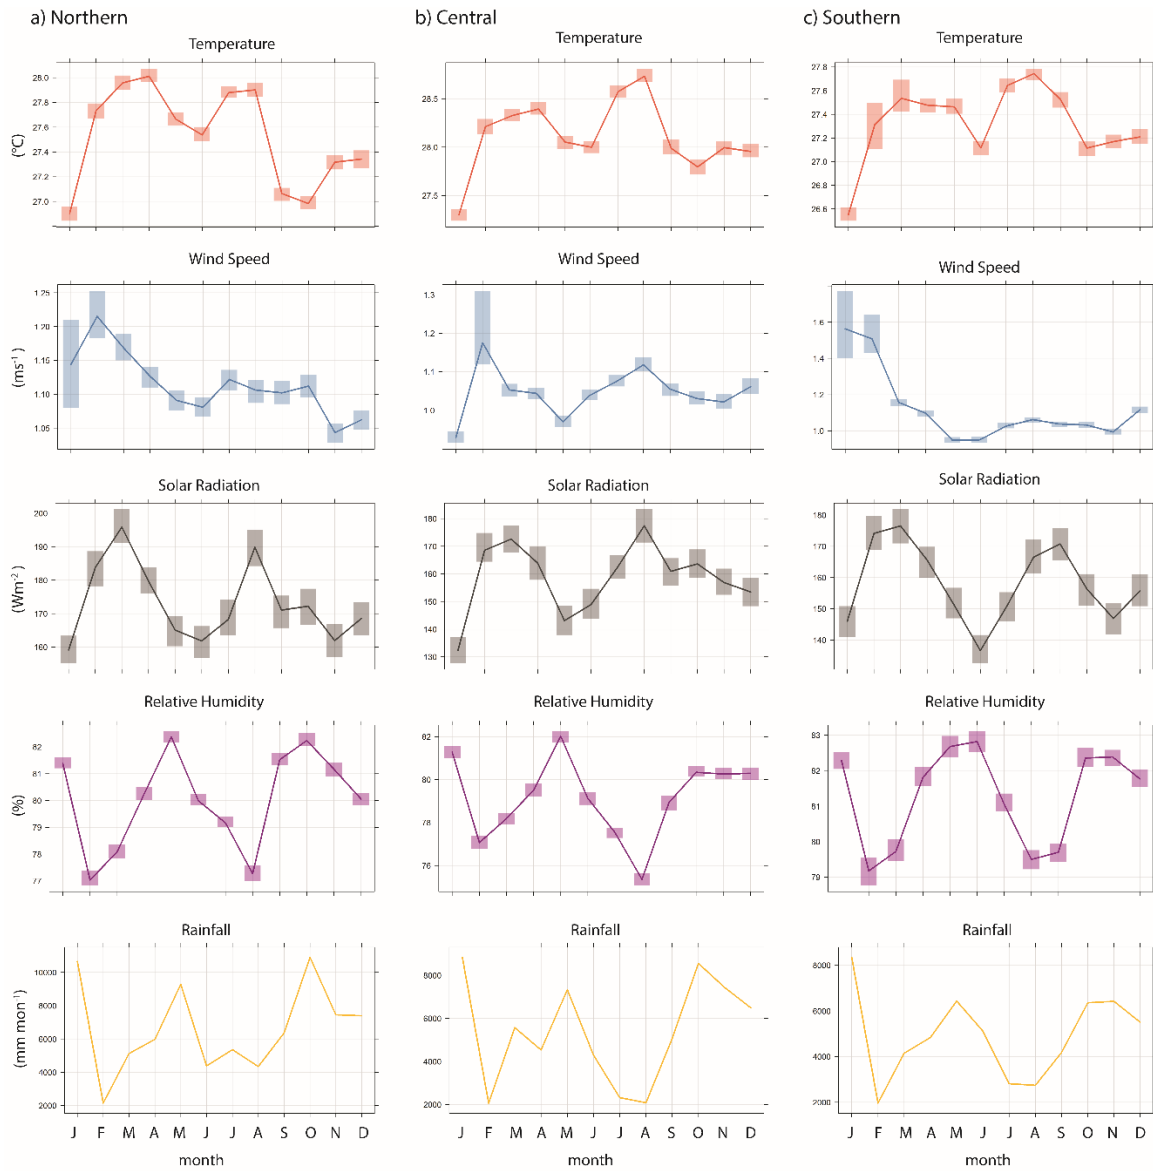 a) Northern
b) Central
c) Southern
Temperature
Temperature
Temperature
(°C)
28.0
27.8
27.6
27.4
27.0
28.5
28.0
27.5
27.8
27.6
27.4
27.2
27.0
26.8
26.6
Wind Speed
Wind Speed
Wind Speed
(ms⁻¹)
1.25
1.20
1.15
1.10
1.05
1.3
1.2
1.1
1.0
1.6
1.4
1.0
Solar Radiation
Solar Radiation
Solar Radiation
(Wm⁻²)
200
190
180
170
160
180
170
160
150
140
130
180
170
160
150
140
Relative Humidity
Relative Humidity
Relative Humidity
(%)
82
81
80
79
78
77
82
80
78
76
83
82
81
80
79
Rainfall
Rainfall
Rainfall
(mm mon⁻¹)
10000
8000
6000
4000
2000
8000
6000
4000
2000
8000
6000
4000
2000
J F M A M J J A S O N D
J F M A M J J A S O N D
J F M A M J J A S O N D
month
month
month